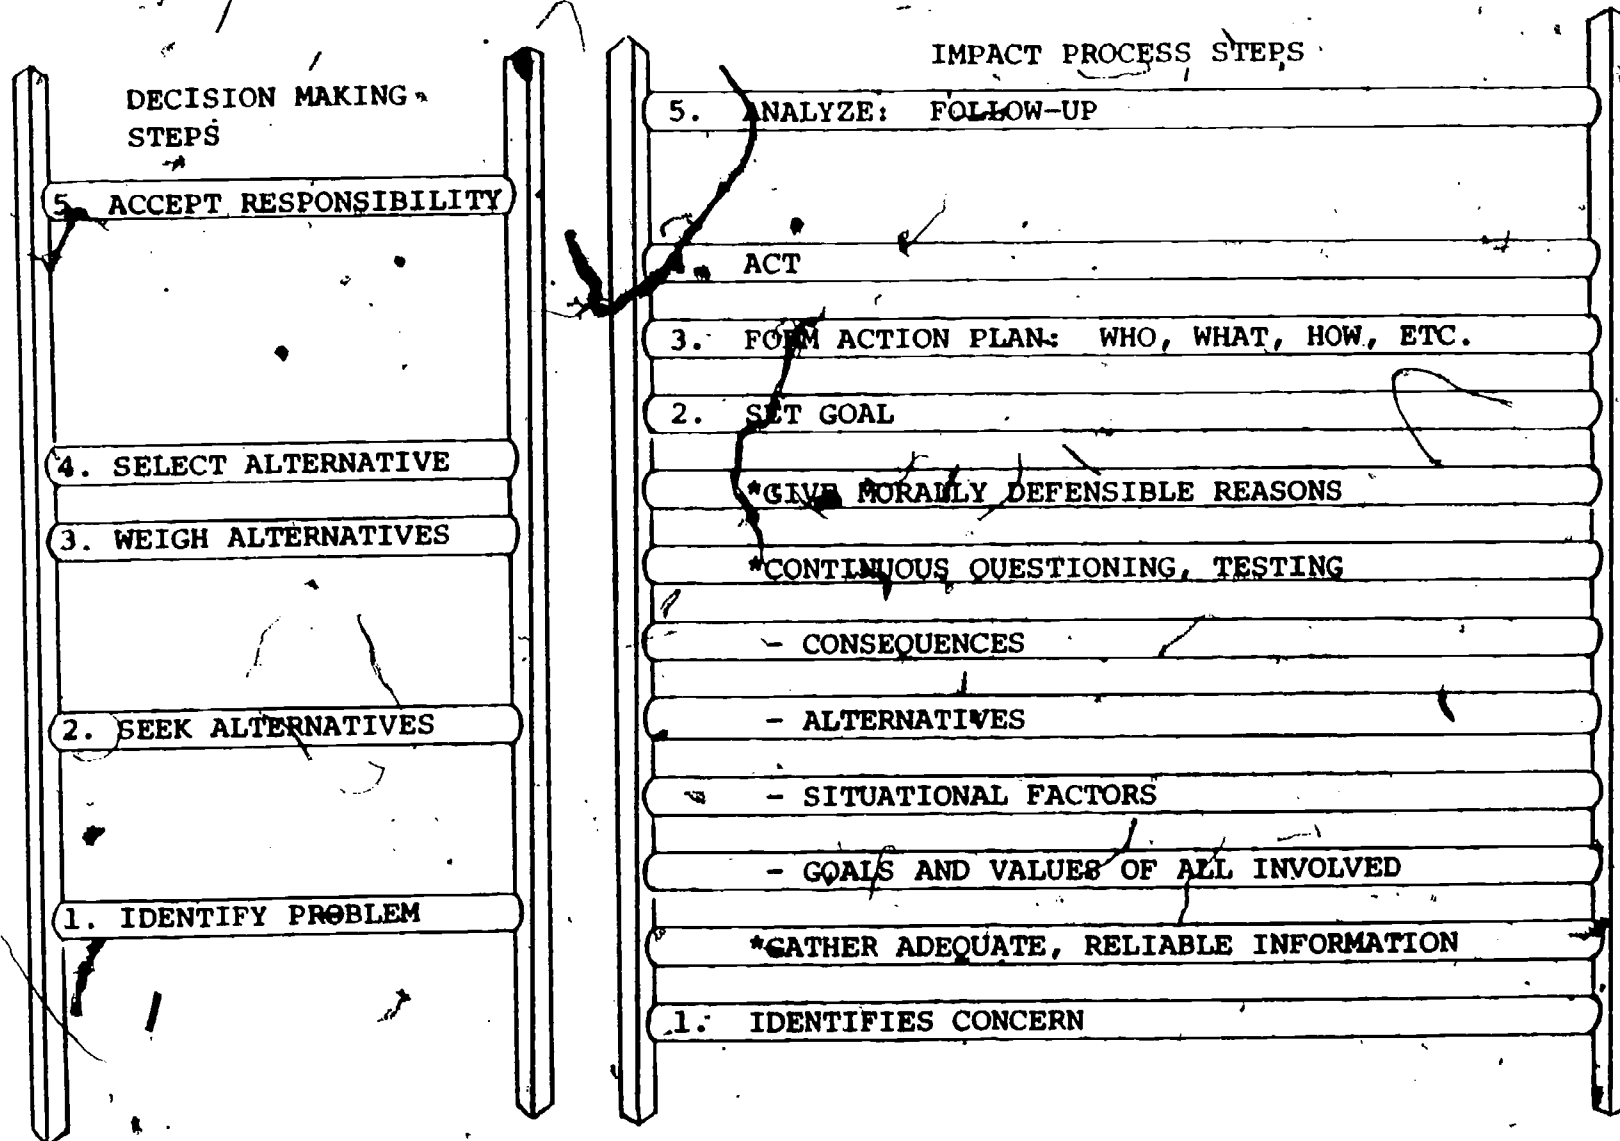 DECISION MAKING
STEPS
5. ACCEPT RESPONSIBILITY
4. SELECT ALTERNATIVE
3. WEIGH ALTERNATIVES
2. SEEK ALTERNATIVES
1. IDENTIFY PROBLEM
IMPACT PROCESS STEPS
5. ANALYZE: FOLLOW-UP
4. ACT
3. FORM ACTION PLAN: WHO, WHAT, HOW, ETC.
2. SET GOAL
*GIVE MORALLY DEFENSIBLE REASONS
*CONTINUOUS QUESTIONING, TESTING
- CONSEQUENCES
- ALTERNATIVES
- SITUATIONAL FACTORS
- GOALS AND VALUES OF ALL INVOLVED
*GATHER ADEQUATE, RELIABLE INFORMATION
1. IDENTIFIES CONCERN